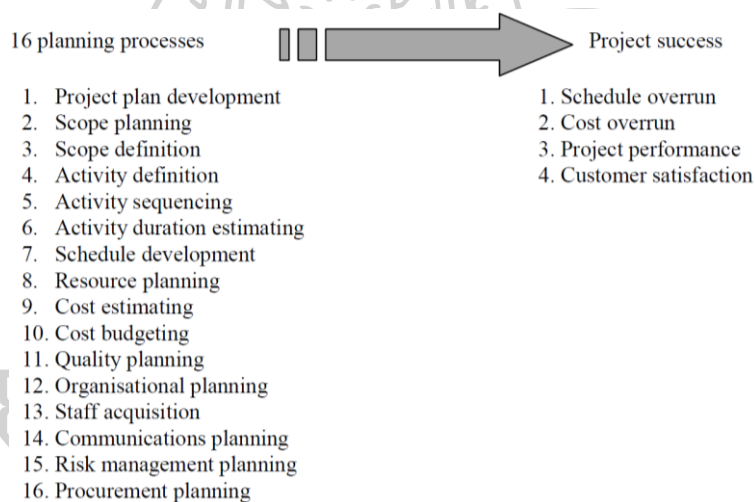 16 planning processes
Project success
1. Project plan development
2. Scope planning
3. Scope definition
4. Activity definition
5. Activity sequencing
6. Activity duration estimating
7. Schedule development
8. Resource planning
9. Cost estimating
10. Cost budgeting
11. Quality planning
12. Organisational planning
13. Staff acquisition
14. Communications planning
15. Risk management planning
16. Procurement planning
1. Schedule overrun
2. Cost overrun
3. Project performance
4. Customer satisfaction